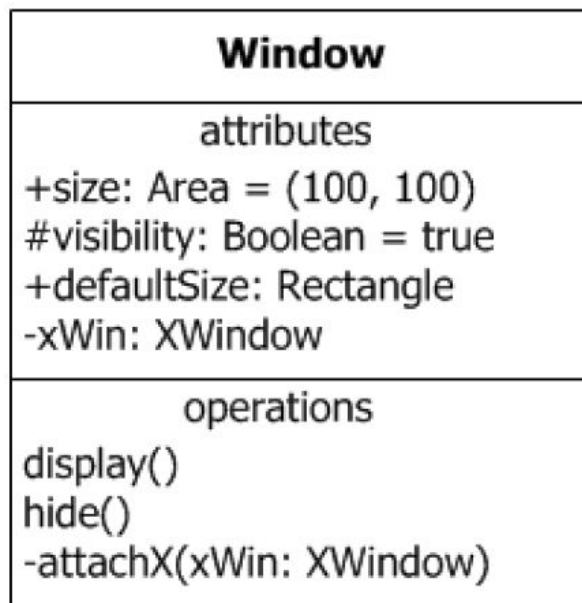 Window
attributes
+size: Area = (100, 100)
#visibility: Boolean = true
+defaultSize: Rectangle
-xWin: XWindow
operations
display()
hide()
-attachX(xWin: XWindow)